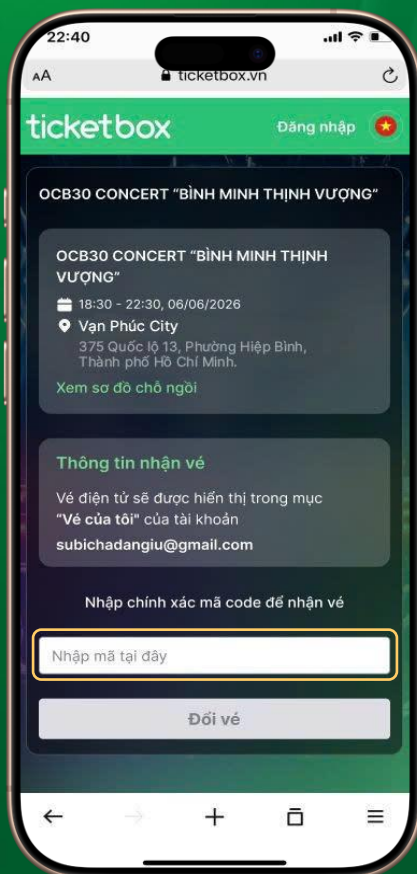 22:40
AA ticketbox.vn
ticketbox Đăng nhập
OCB30 CONCERT “BÌNH MINH THỊNH VƯỢNG”
OCB30 CONCERT “BÌNH MINH THỊNH
VƯỢNG”
18:30 - 22:30, 06/06/2026
Vạn Phúc City
375 Quốc lộ 13, Phường Hiệp Bình,
Thành phố Hồ Chí Minh.
Xem sơ đồ chỗ ngồi
Thông tin nhận vé
Vé điện tử sẽ được hiển thị trong mục
“Vé của tôi" của tài khoản
subichadangiu@gmail.com
Nhập chính xác mã code để nhận vé
Nhập mã tại đây
Đổi vé